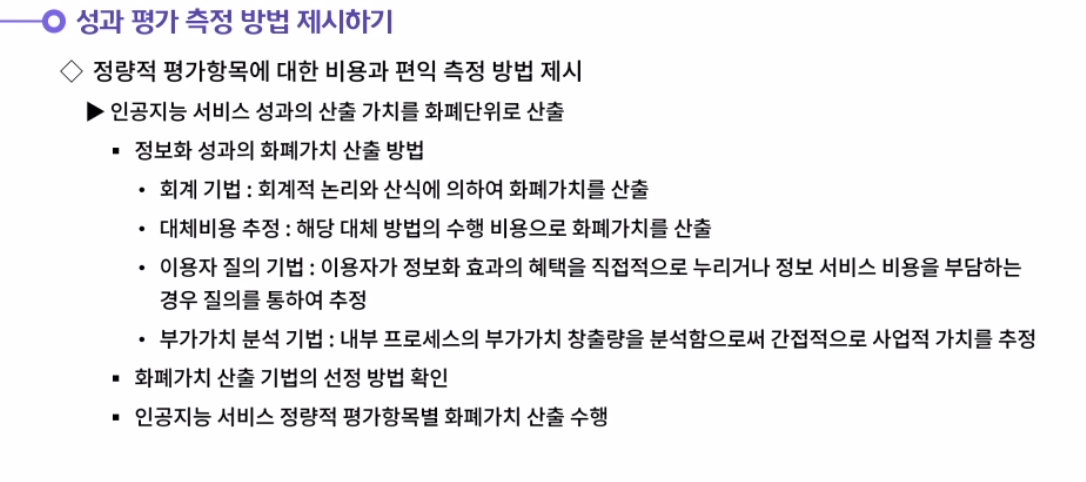 성과 평가 측정 방법 제시하기
◇ 정량적 평가항목에 대한 비용과 편익 측정 방법 제시
▶ 인공지능 서비스 성과의 산출 가치를 화폐단위로 산출
▪ 정보화 성과의 화폐가치 산출 방법
• 회계 기법 : 회계적 논리와 산식에 의하여 화폐가치를 산출
• 대체비용 추정 : 해당 대체 방법의 수행 비용으로 화폐가치를 산출
• 이용자 질의 기법 : 이용자가 정보화 효과의 혜택을 직접적으로 누리거나 정보 서비스 비용을 부담하는
경우 질의를 통하여 추정
• 부가가치 분석 기법 : 내부 프로세스의 부가가치 창출량을 분석함으로써 간접적으로 사업적 가치를 추정
▪ 화폐가치 산출 기법의 선정 방법 확인
▪ 인공지능 서비스 정량적 평가항목별 화폐가치 산출 수행